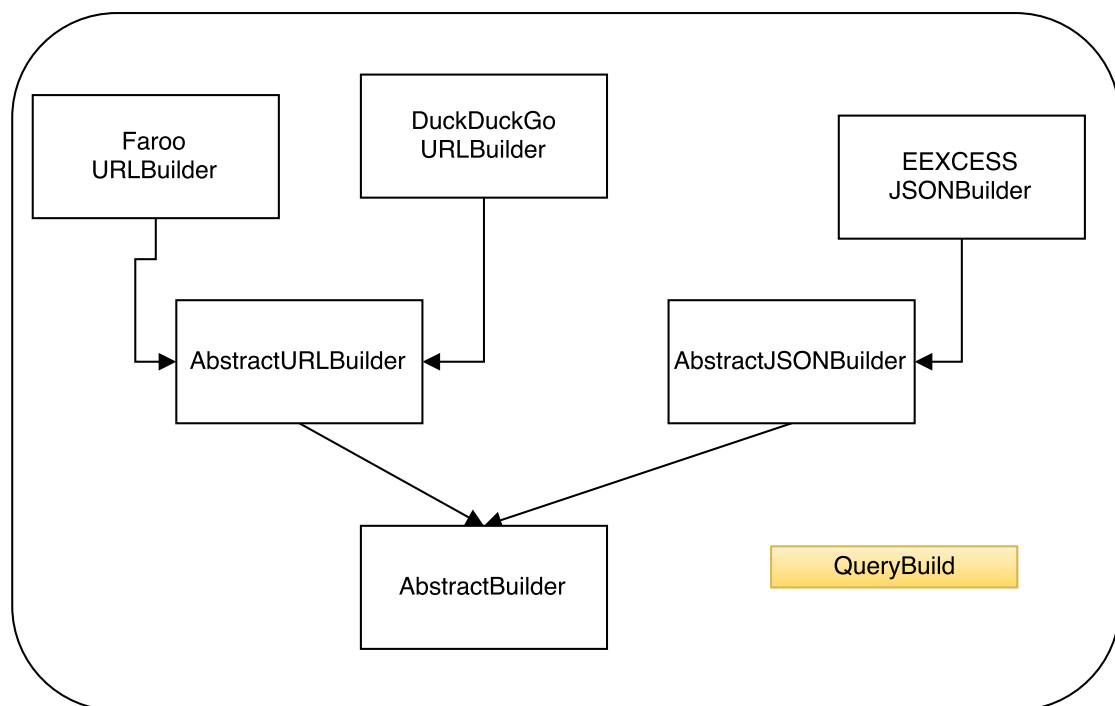 Faroo
URLBuilder
DuckDuckGo
URLBuilder
EEXCESS
JSONBuilder
AbstractURLBuilder
AbstractJSONBuilder
AbstractBuilder
QueryBuild